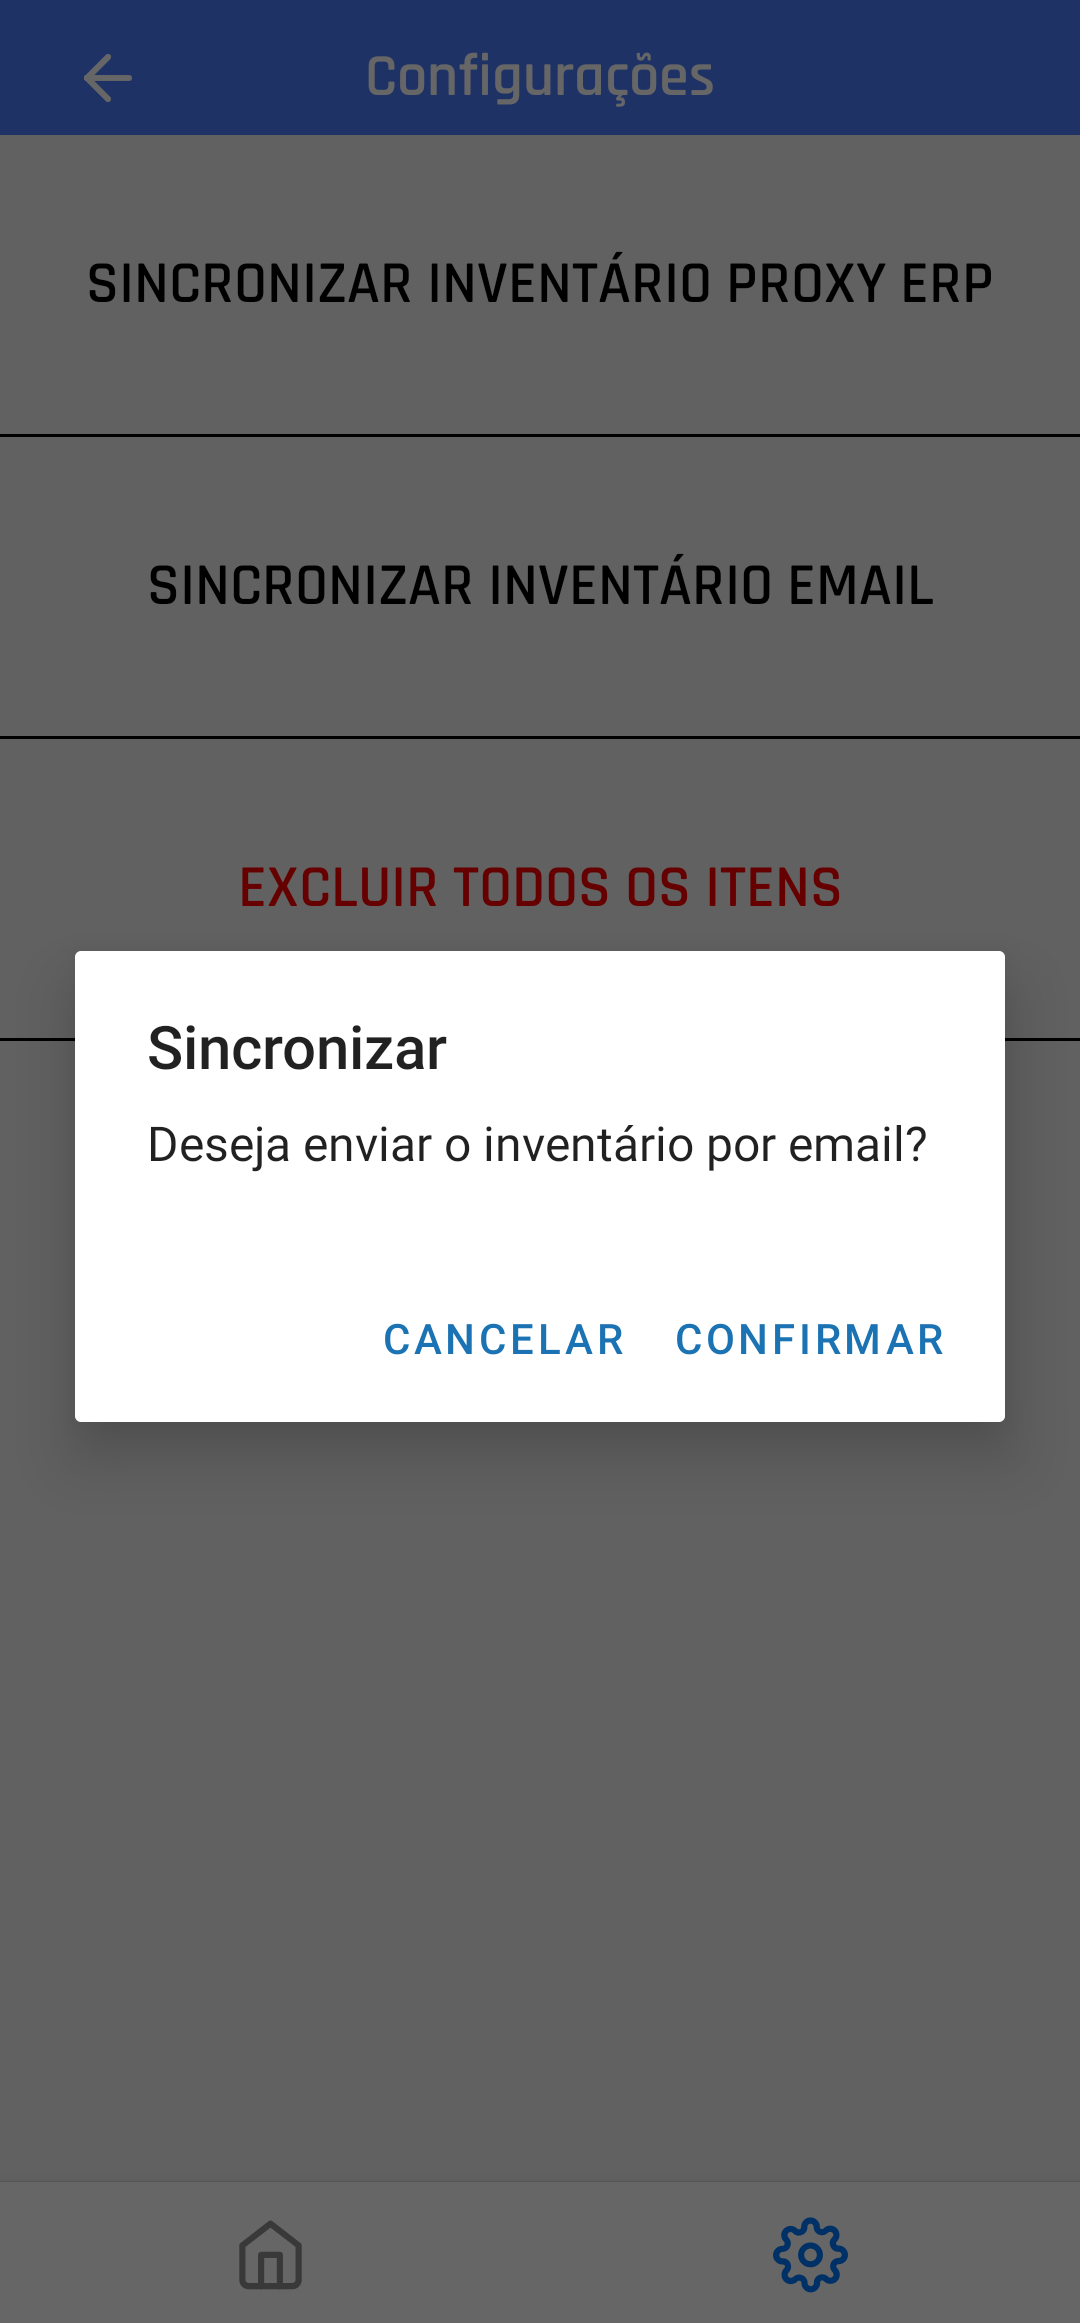 Configurações
SINCRONIZAR INVENTÁRIO PROXY ERP
SINCRONIZAR INVENTÁRIO EMAIL
EXCLUIR TODOS OS ITENS
Sincronizar
Deseja enviar o inventário por email?
CANCELAR CONFIRMAR